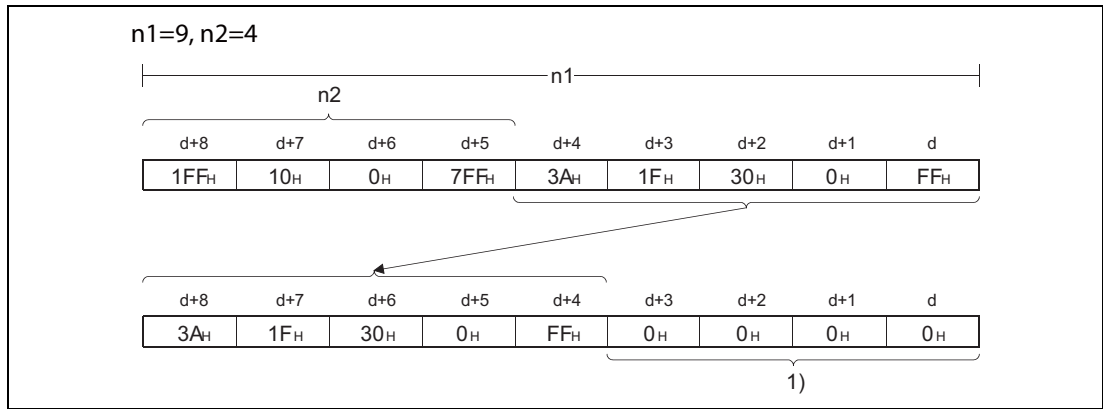 n1=9, n2=4
n1
n2
d+8 d+7 d+6 d+5 d+4 d+3 d+2 d+1 d
1FFH 10H 0H 7FFH 3AH 1FH 30H 0H FFH
d+8 d+7 d+6 d+5 d+4 d+3 d+2 d+1 d
3AH 1FH 30H 0H FFH 0H 0H 0H 0H
1)